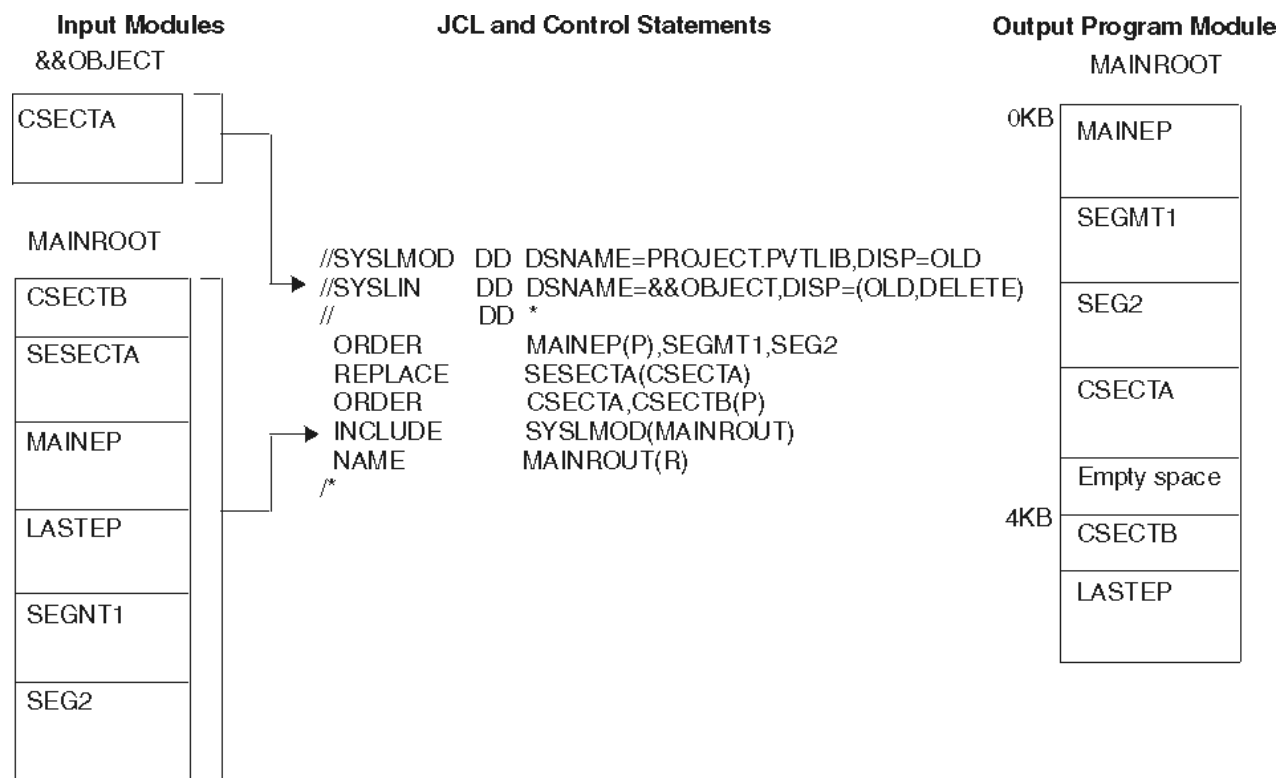 Input Modules
JCL and Control Statements
Output Program Module
&&OBJECT
MAINROOT
CSECTA
MAINROOT
CSECTB
SESECTA
MAINEP
LASTEP
SEGNT1
SEG2
//SYSLMOD DD DSNAME=PROJECT.PVTLIB,DISP=OLD
//SYSLIN DD DSNAME=&&OBJECT,DISP=(OLD,DELETE)
// DD *
ORDER MAINEP(P),SEGMT1,SEG2
REPLACE SESECTA(CSECTA)
ORDER CSECTA,CSECTB(P)
INCLUDE SYSLMOD(MAINROUT)
NAME MAINROUT(R)
/*
0KB
MAINEP
SEGMT1
SEG2
CSECTA
Empty space
4KB
CSECTB
LASTEP